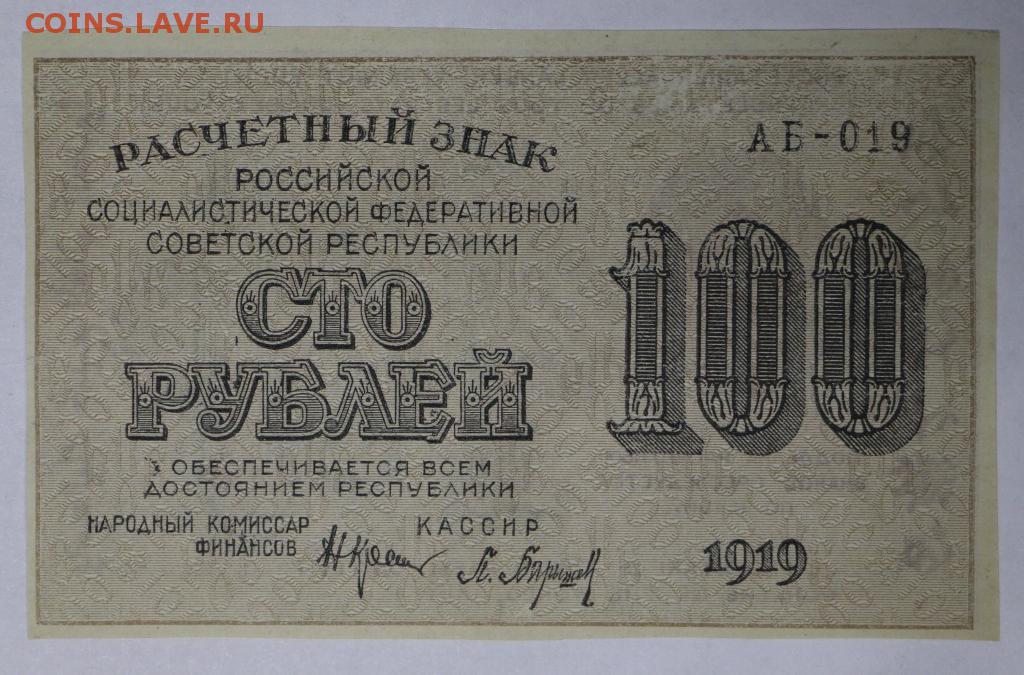 COINS.LAVE.RU
РАСЧЕТНЫЙ ЗНАК
АБ-019
РОССИЙСКОЙ
СОЦИАЛИСТИЧЕСКОЙ ФЕДЕРАТИВНОЙ
СОВЕТСКОЙ РЕСПУБЛИКИ
СТО
РУБЛЕЙ
100
ОБЕСПЕЧИВАЕТСЯ ВСЕМ
ДОСТОЯНИЕМ РЕСПУБЛИКИ
НАРОДНЫЙ КОМИССАР
ФИНАНСОВ
КАССИР
1919